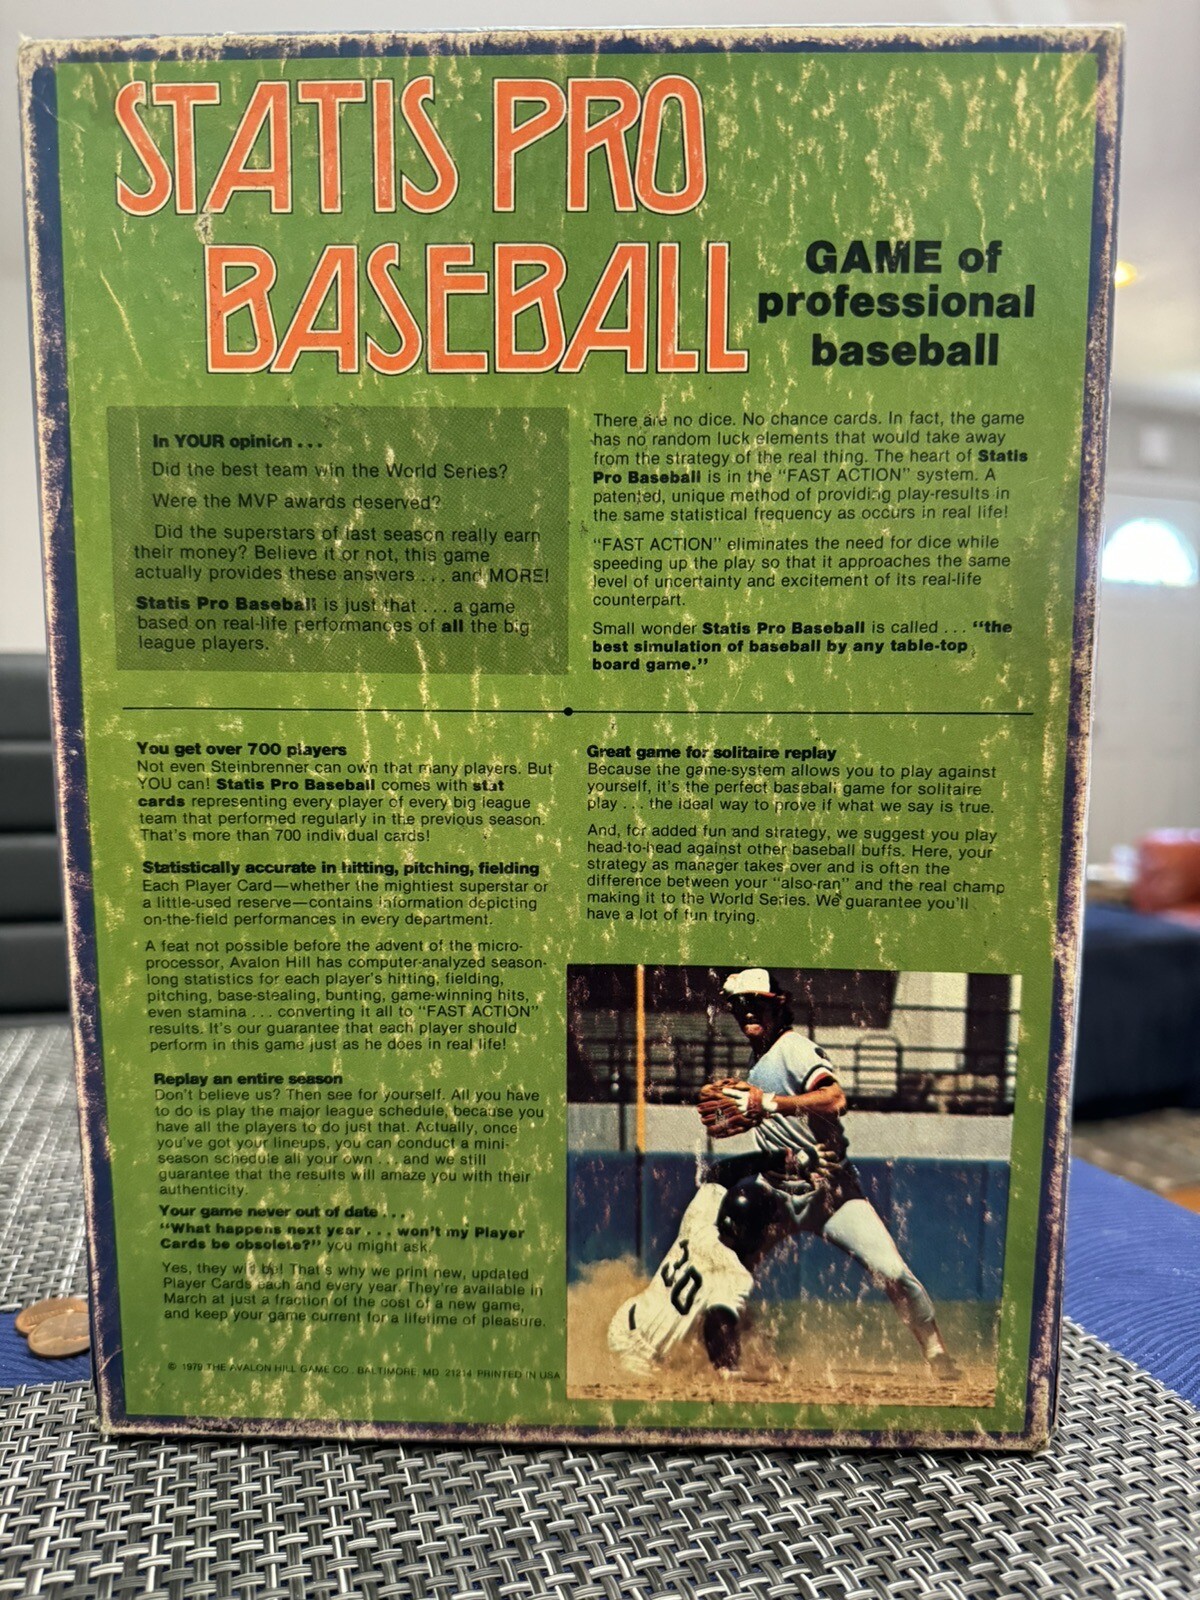 STATIS PRO
BASEBALL
GAME of
professional
baseball
In YOUR opinion . . .
Did the best team win the World Series?
Were the MVP awards deserved?
Did the superstars of last season really earn
their money? Believe it or not, this game
actually provides these answers . . . and MORE!
Statis Pro Baseball is just that . . . a game
based on real-life performances of all the big
league players.
There are no dice. No chance cards. In fact, the game
has no random luck elements that would take away
from the strategy of the real thing. The heart of Statis
Pro Baseball is in the "FAST ACTION" system. A
patented, unique method of providing play-results in
the same statistical frequency as occurs in real life!
"FAST ACTION" eliminates the need for dice while
speeding up the play so that it approaches the same
level of uncertainty and excitement of its real-life
counterpart.
Small wonder Statis Pro Baseball is called . . . "the
best simulation of baseball by any table-top
board game."
You get over 700 players
Not even Steinbrenner can own that many players. But
YOU can! Statis Pro Baseball comes with stat
cards representing every player of every big league
team that performed regularly in the previous season.
That's more than 700 individual cards!
Statistically accurate in hitting, pitching, fielding
Each Player Card—whether the mightiest superstar or
a little-used reserve—contains information depicting
on-the-field performances in every department.
A feat not possible before the advent of the micro-
processor, Avalon Hill has computer-analyzed season-
long statistics for each player's hitting, fielding,
pitching, base-stealing, bunting, game-winning hits,
even stamina . . . converting it all to "FAST ACTION"
results. It's our guarantee that each player should
perform in this game just as he does in real life!
Replay an entire season
Don't believe us? Then see for yourself. All you have
to do is play the major league schedule, because you
have all the players to do just that. Actually, once
you've got your lineups, you can conduct a mini-
season schedule all your own . . . and we still
guarantee that the results will amaze you with their
authenticity.
Your game never out of date . . .
"What happens next year . . . won't my Player
Cards be obsolete?" you might ask.
Yes, they will be! That's why we print new, updated
Player Cards each and every year. They're available in
March at just a fraction of the cost of a new game,
and keep your game current for a lifetime of pleasure.
© 1979 THE AVALON HILL GAME CO., BALTIMORE, MD 21214 PRINTED IN USA
Great game for solitaire replay
Because the game-system allows you to play against
yourself, it's the perfect baseball game for solitaire
play . . . the ideal way to prove if what we say is true.
And, for added fun and strategy, we suggest you play
head-to-head against other baseball buffs. Here, your
strategy as manager takes over and is often the
difference between your "also-ran" and the real champ
making it to the World Series. We guarantee you'll
have a lot of fun trying.
30